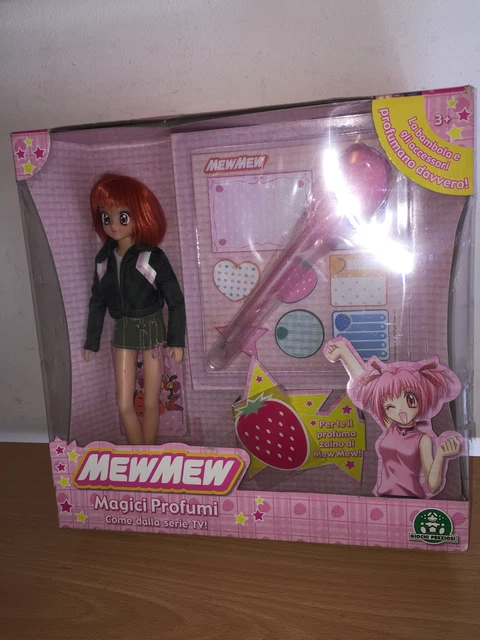 3+
La bambola e
gli accessori
profumano davvero!
MEWMEW
Per te il
profuma
zaino di
Mew Mew!
MEWMEW
Magici Profumi
Come dalla serie TV!
GIOCHI PREZIOSI